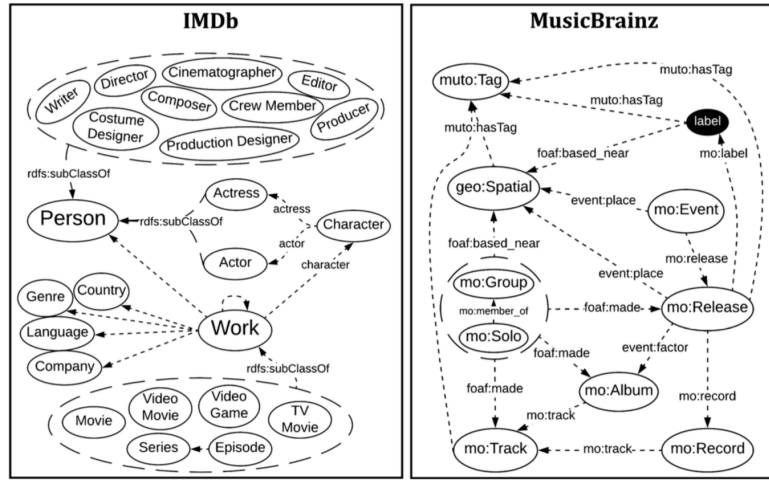 IMDb
Writer
Director
Cinematographer
Editor
Composer
Crew Member
Producer
Costume
Designer
Production Designer
rdfs:subClassOf
Person
rdfs:subClassOf
Actress
actress
Character
actor
Actor
character
Genre
Country
Language
Work
Company
rdfs:subClassOf
Movie
Video
Movie
Video
Game
TV
Movie
Series
Episode
MusicBrainz
muto:Tag
muto:hasTag
muto:hasTag
muto:hasTag
label
foaf:based_near
mo:label
geo:Spatial
event:place
mo:Event
foaf:based_near
mo:release
event:place
mo:Group
mo:member_of
mo:Solo
foaf:made
mo:Release
foaf:made
event:factor
foaf:made
mo:Album
mo:record
mo:track
mo:Track
mo:track
mo:Record